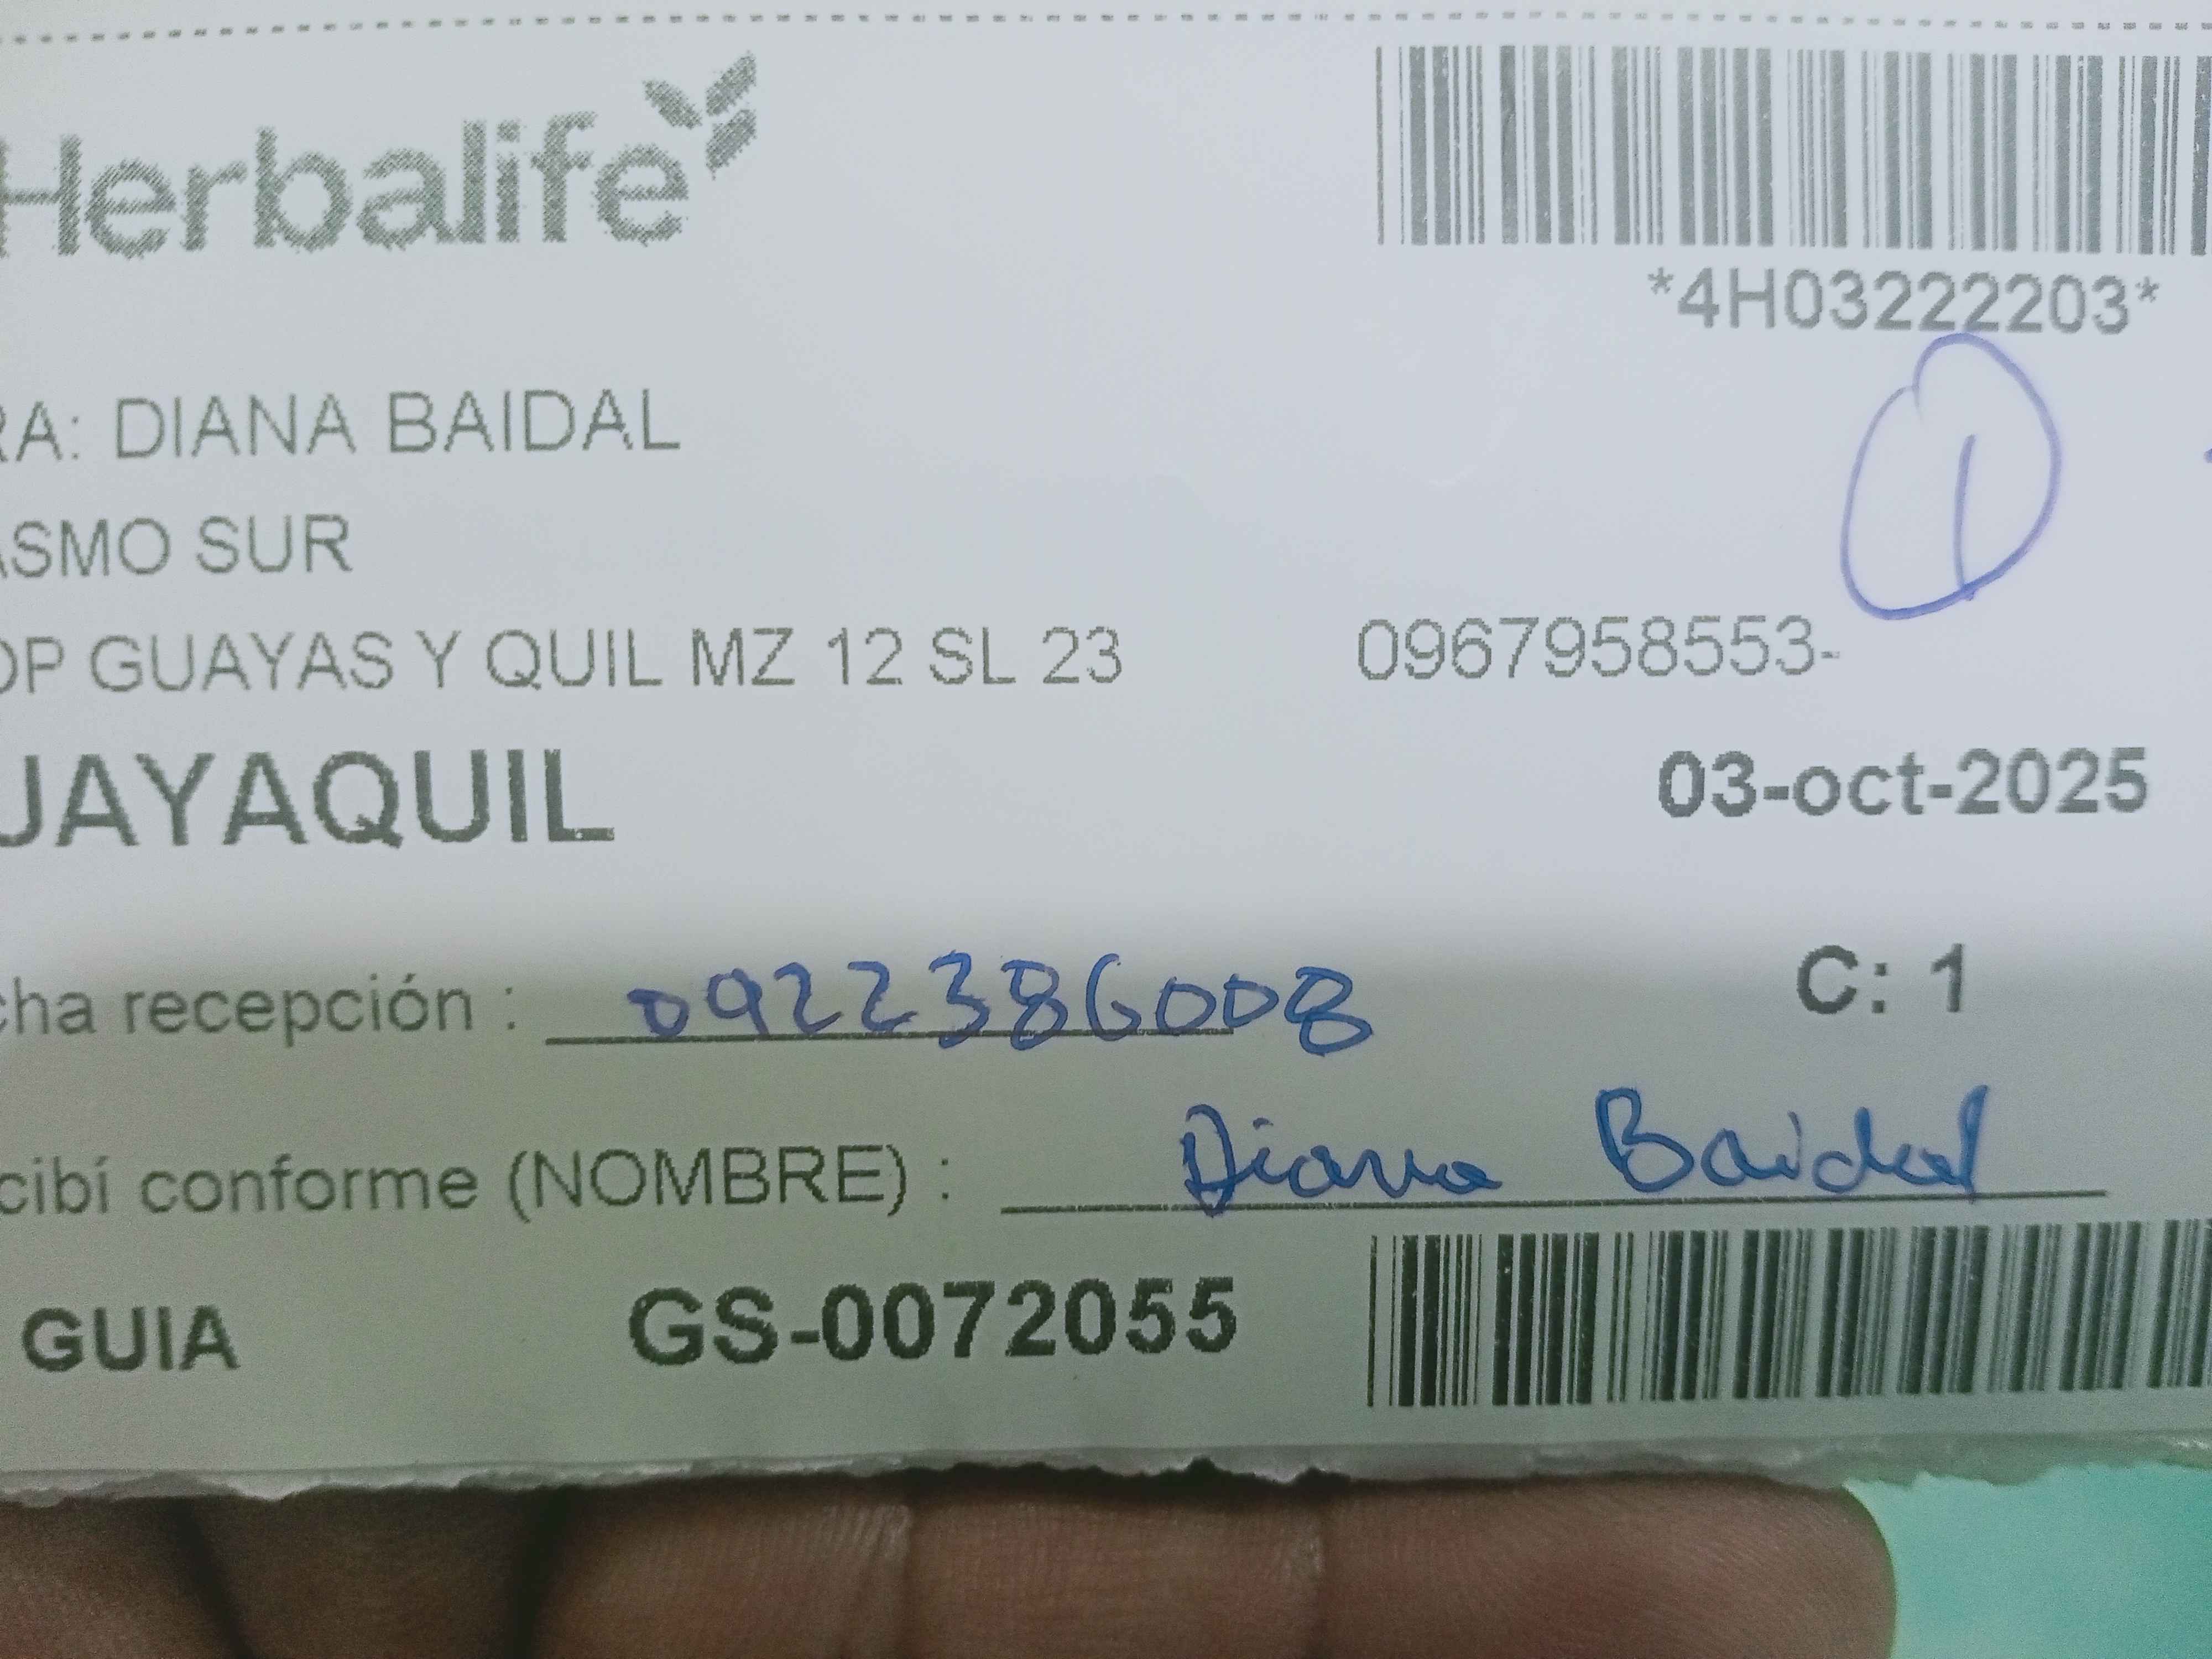 Herbalife
*4H03222203*
RA: DIANA BAIDAL
1
ASMO SUR
OP GUAYAS Y QUIL MZ 12 SL 23 0967958553-
UAYAQUIL 03-oct-2025
cha recepción : 0922386008 C: 1
cibí conforme (NOMBRE) : Diana Baidal
GUIA GS-0072055